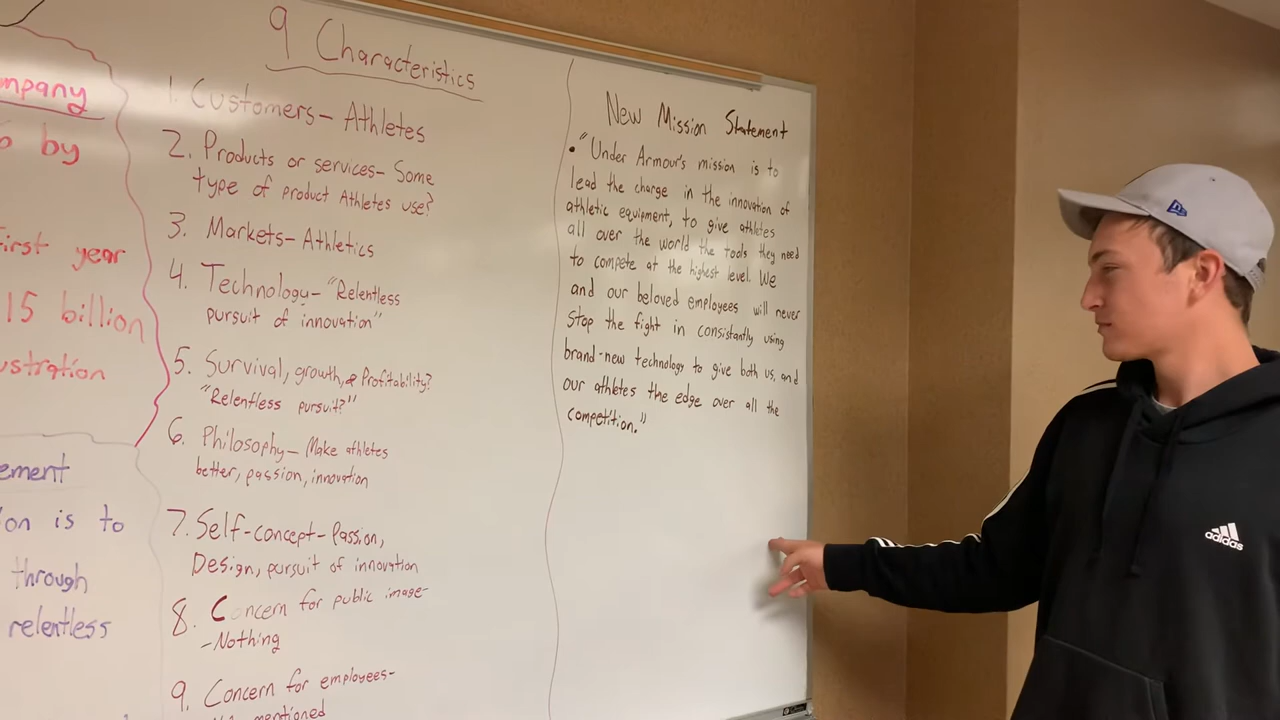 mpany
by
First year
15 billion
ustration
ement
on is to
through
relentless
9 Characteristics
1. Customers- Athletes
2. Products or services- Some
type of product Athletes use?
3. Markets- Athletics
4. Technology- "Relentless
pursuit of innovation"
5. Survival, growth, & Profitability?
"Relentless pursuit?"
6. Philosophy- Make athletes
better, passion, innovation
7. Self-concept- Passion,
Design, pursuit of innovation
8. Concern for public image-
-Nothing
9. Concern for employees-
mentioned
New Mission Statement
• "Under Armour's mission is to
lead the charge in the innovation of
athletic equipment, to give athletes
all over the world the tools they need
to compete at the highest level. We
and our beloved employees will never
stop the fight in consistantly using
brand-new technology to give both us, and
our athletes the edge over all the
competition."
adidas